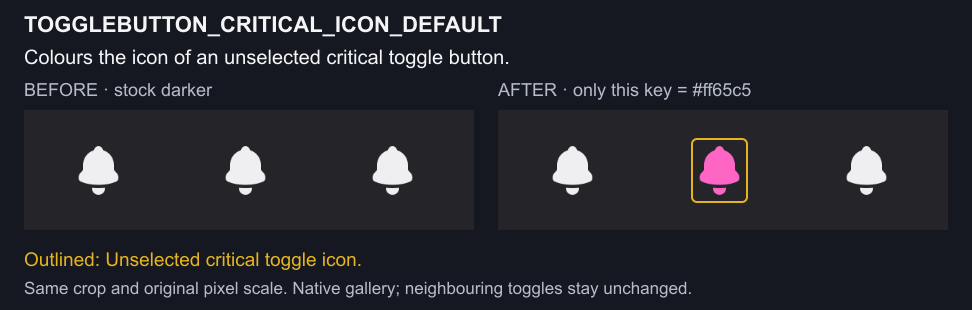 TOGGLEBUTTON_CRITICAL_ICON_DEFAULT
Colours the icon of an unselected critical toggle button.
BEFORE · stock darker
AFTER · only this key = #ff65c5
Outlined: Unselected critical toggle icon.
Same crop and original pixel scale. Native gallery; neighbouring toggles stay unchanged.